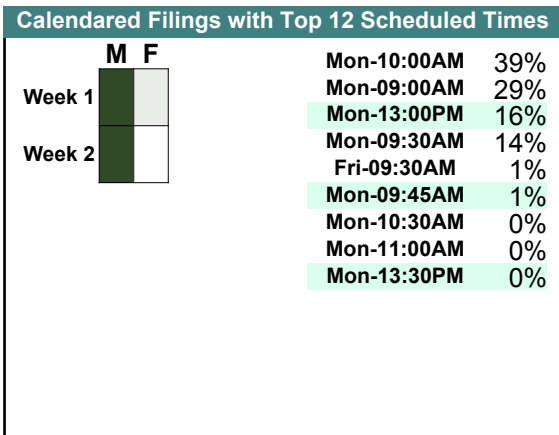 Calendared Filings with Top 12 Scheduled Times
M F
Week 1
Week 2
Mon-10:00AM 39%
Mon-09:00AM 29%
Mon-13:00PM 16%
Mon-09:30AM 14%
Fri-09:30AM 1%
Mon-09:45AM 1%
Mon-10:30AM 0%
Mon-11:00AM 0%
Mon-13:30PM 0%